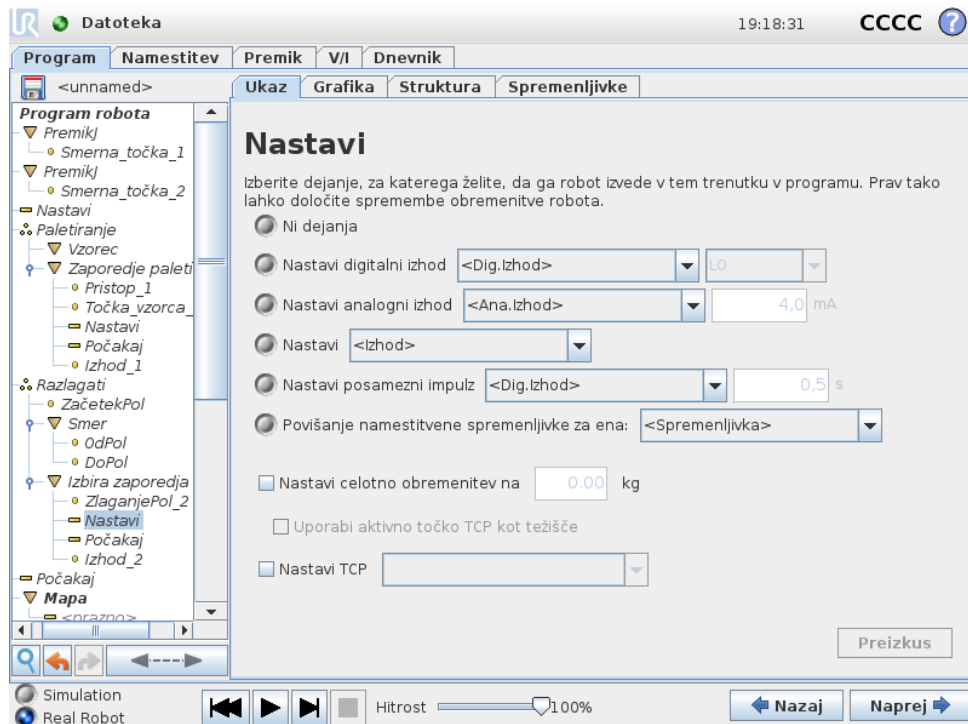 UR Datoteka 19:18:31 CCCC ?
Program Namestitev Premik V/I Dnevnik
<unnamed>
Ukaz Grafika Struktura Spremenljivke
Program robota
PremikJ
Smerna_točka_1
PremikJ
Smerna_točka_2
Nastavi
Paletiranje
Vzorec
Zaporedje paleti
Pristop_1
Točka_vzorca_
Nastavi
Počakaj
Izhod_1
Razlagati
ZačetekPol
Smer
OdPol
DoPol
Izbira zaporedja
ZlaganjePol_2
Nastavi
Počakaj
Izhod_2
Počakaj
Mapa
<prazno>
Nastavi
Izberite dejanje, za katerega želite, da ga robot izvede v tem trenutku v programu. Prav tako
lahko določite spremembe obremenitve robota.
Ni dejanja
Nastavi digitalni izhod <Dig.Izhod> LO
Nastavi analogni izhod <Ana.Izhod> 4,0 mA
Nastavi <Izhod>
Nastavi posamezni impulz <Dig.Izhod> 0,5 s
Povišanje namestitvene spremenljivke za ena: <Spremenljivka>
Nastavi celotno obremenitev na 0.00 kg
Uporabi aktivno točko TCP kot težišče
Nastavi TCP
Preizkus
Simulation
Real Robot
Hitrost 100%
Nazaj Naprej